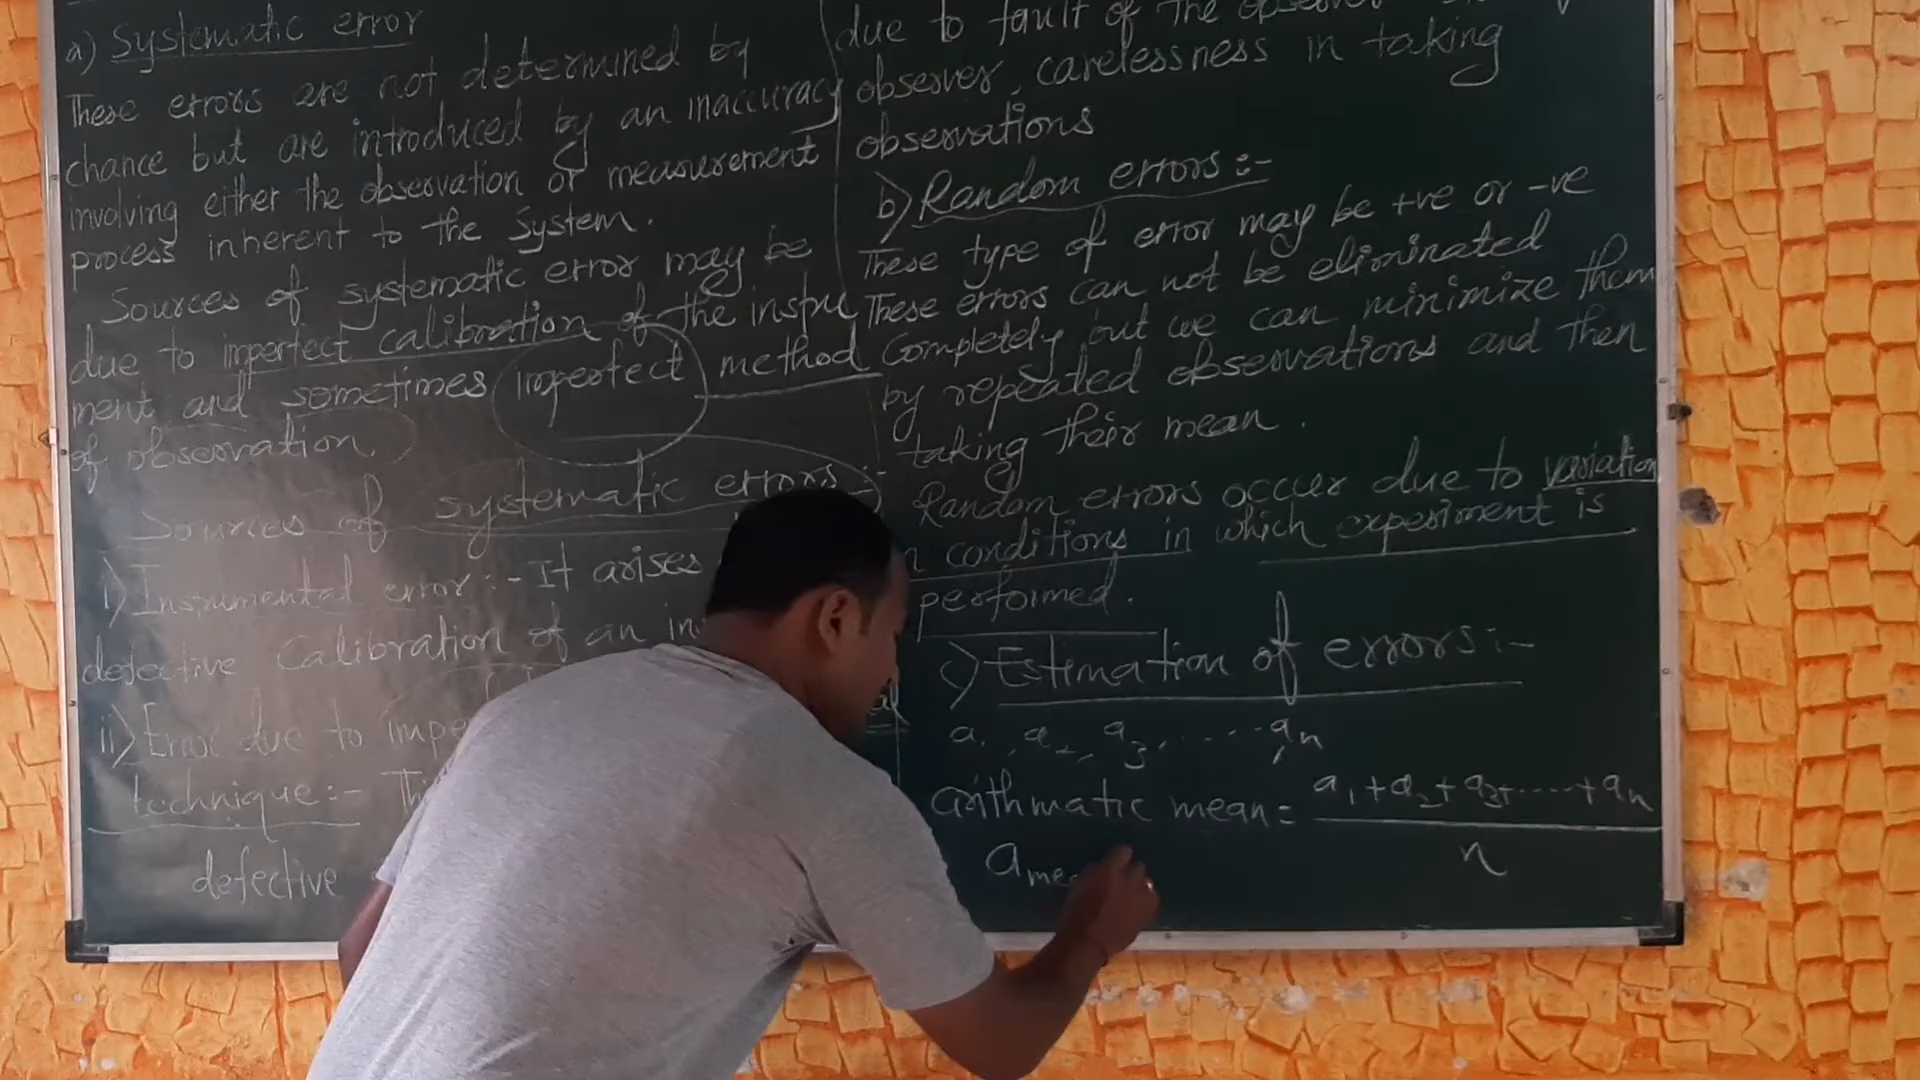 a) Systematic error
These errors are not determined by
chance but are introduced by an inaccuracy
involving either the observation or measurement
process inherent to the system.
Sources of systematic error may be
due to imperfect calibration of the instru
ment and sometimes imperfect method
of observation.
Sources of systematic errors :-
i) Insrumental error :- It arises
defective Calibration of an in
ii) Error due to impe
technique :- Thi
defective
due to fault of the
observer, carelessness in taking
observations
b) Random errors :-
These type of error may be +ve or -ve
These errors can not be eliminated
Completely but we can minimize them
by repeated observations and then
taking their mean.
Random errors occur due to variation
n conditions in which experiment is
performed.
c) Estimation of errors :-
a1, a2, a3, ..... an
arithmatic mean = a1 + a2 + a3 + ..... + an
n
ame